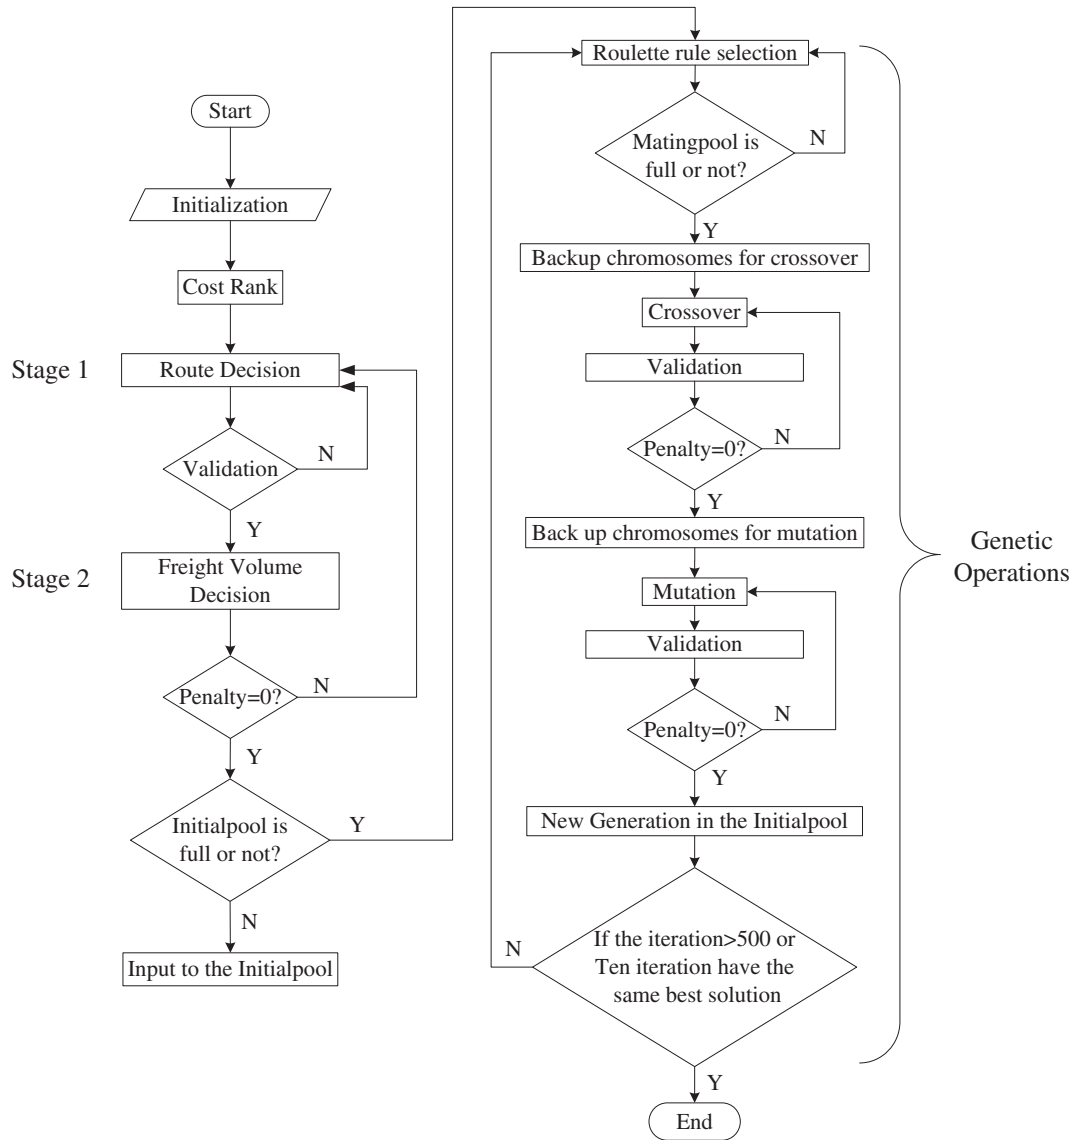 Start
Initialization
Cost Rank
Stage 1
Route Decision
Validation
N
Y
Stage 2
Freight Volume
Decision
Penalty=0?
N
Y
Initialpool is
full or not?
Y
N
Input to the Initialpool
Roulette rule selection
Matingpool is
full or not?
N
Y
Backup chromosomes for crossover
Crossover
Validation
Penalty=0?
N
Y
Back up chromosomes for mutation
Mutation
Validation
Penalty=0?
N
Y
New Generation in the Initialpool
If the iteration>500 or
Ten iteration have the
same best solution
N
Y
End
Genetic
Operations